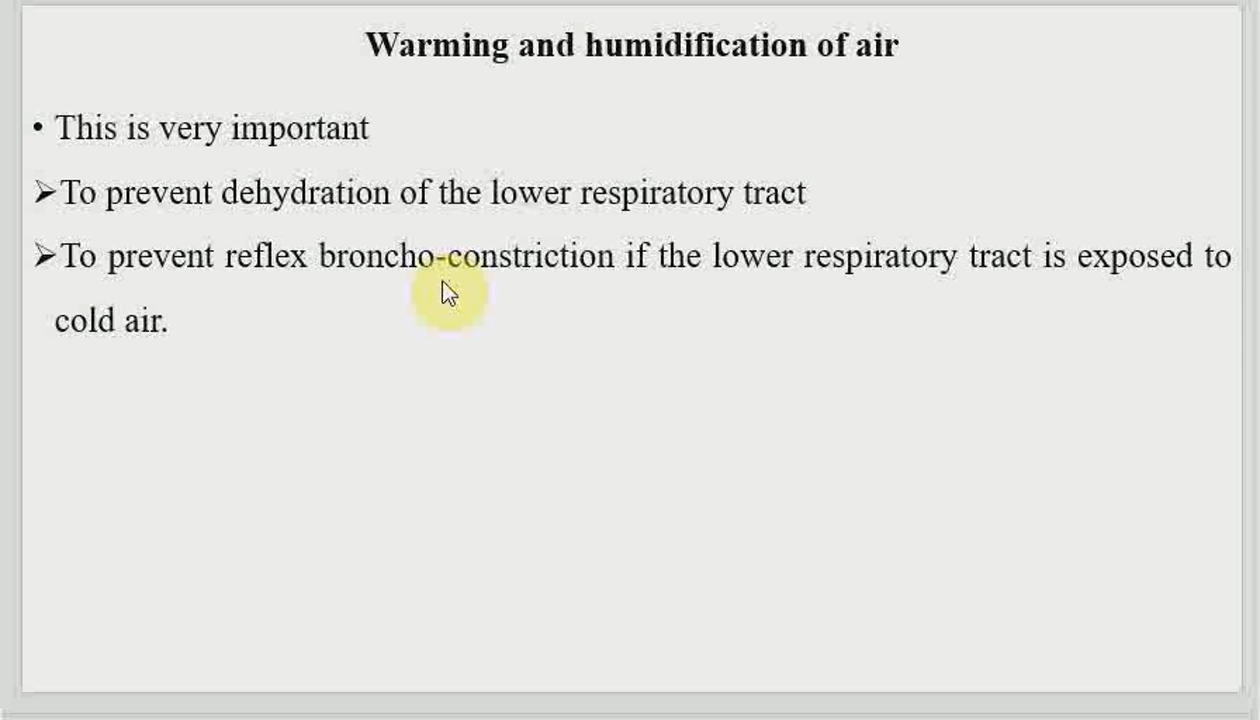 Warming and humidification of air
• This is very important
➢To prevent dehydration of the lower respiratory tract
➢To prevent reflex broncho-constriction if the lower respiratory tract is exposed to
cold air.